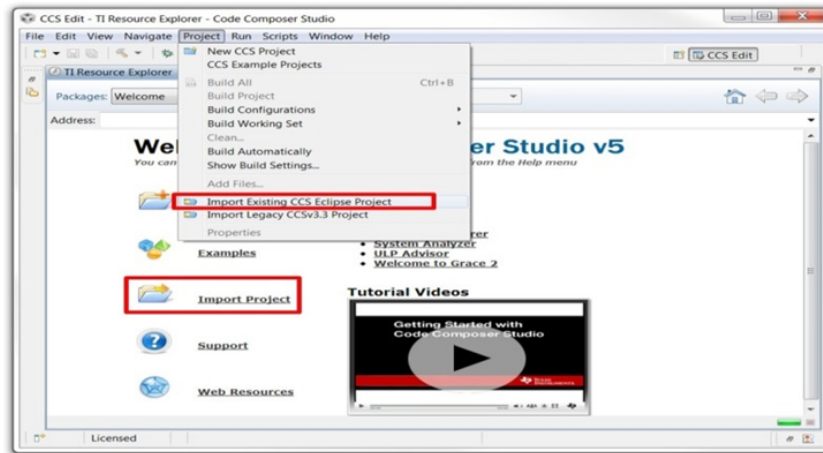 CCS Edit - TI Resource Explorer - Code Composer Studio
File Edit View Navigate Project Run Scripts Window Help
New CCS Project
CCS Example Projects
CCS Edit
TI Resource Explorer
Build All Ctrl+B
Packages: Welcome
Build Project
Build Configurations
Address:
Build Working Set
Clean...
Wel er Studio v5
Build Automatically
You can from the Help menu
Show Build Settings...
Add Files...
Import Existing CCS Eclipse Project
Import Legacy CCSv3.3 Project
Properties
rer
System Analyzer
Examples
ULP Advisor
Welcome to Grace 2
Import Project
Tutorial Videos
Getting Started with
Code Composer Studio
Support
Texas
Instruments
Web Resources
Licensed